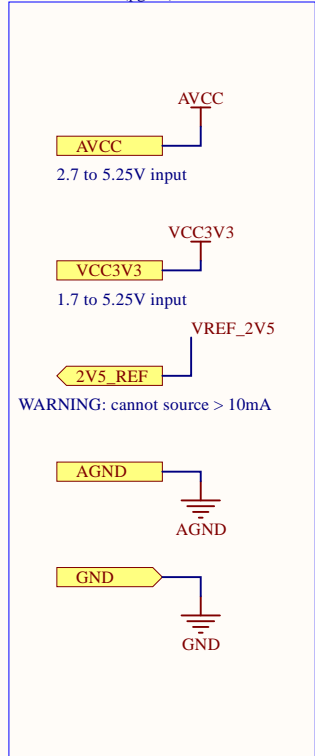 AVCC
AVCC
2.7 to 5.25V input
VCC3V3
VCC3V3
1.7 to 5.25V input
VREF_2V5
2V5_REF
WARNING: cannot source > 10mA
AGND
AGND
GND
GND